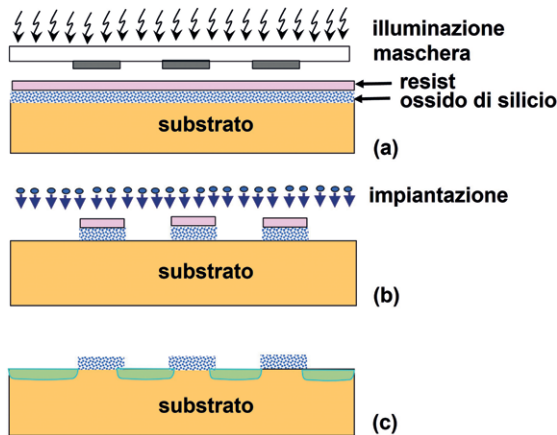 illuminazione
maschera
resist
ossido di silicio
substrato
(a)
impiantazione
substrato
(b)
substrato
(c)